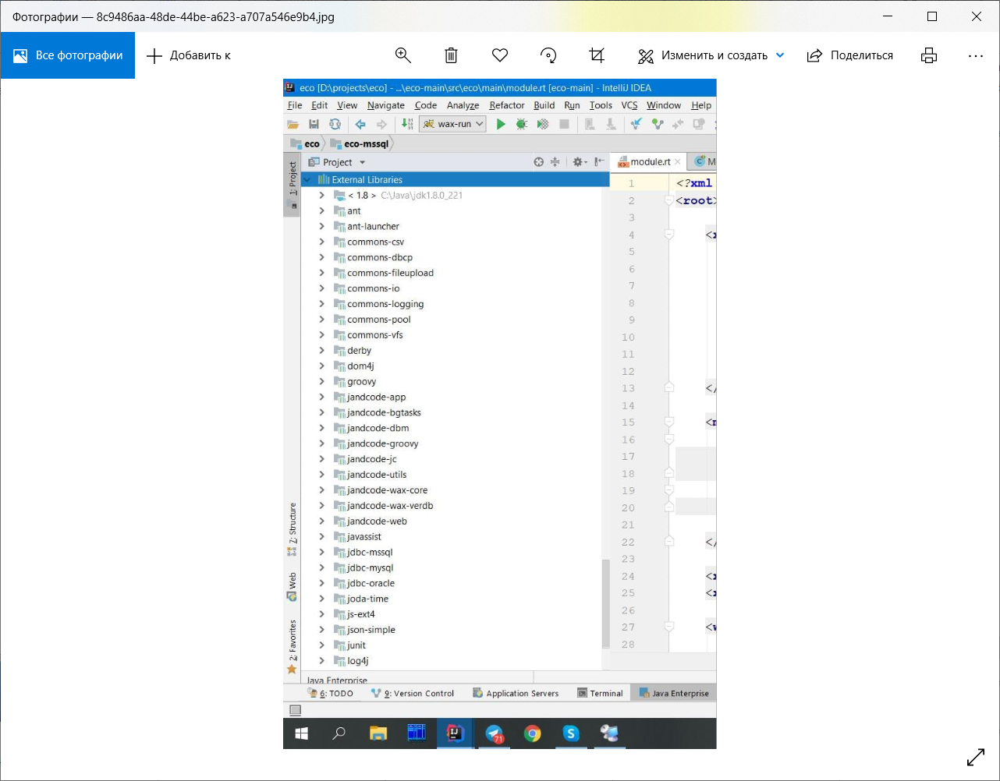 Фотографии — 8c9486aa-48de-44be-a623-a707a546e9b4.jpg
Все фотографии
Добавить к
Изменить и создать
Поделиться
eco [D:\projects\eco] - ...\eco-main\src\eco\main\module.rt [eco-main] - IntelliJ IDEA
File Edit View Navigate Code Analyze Refactor Build Run Tools VCS Window Help
wax-run
eco eco-mssql
1: Project
Project
module.rt
M
External Libraries
< 1.8 > C:\Java\jdk1.8.0_221
ant
ant-launcher
commons-csv
commons-dbcp
commons-fileupload
commons-io
commons-logging
commons-pool
commons-vfs
derby
dom4j
groovy
jandcode-app
jandcode-bgtasks
jandcode-dbm
jandcode-groovy
jandcode-jc
jandcode-utils
jandcode-wax-core
jandcode-wax-verdb
jandcode-web
javassist
jdbc-mssql
jdbc-mysql
jdbc-oracle
joda-time
js-ext4
json-simple
junit
log4j
1 <?xml
2 <root>
3
4
5
6
7
8
9
10
11
12
13 </
14
15
16
17
18
19
20
21
22 </
23
24
25
26
27
28
Z: Structure
Web
2: Favorites
Java Enterprise
6: TODO 9: Version Control Application Servers Terminal Java Enterprise
71